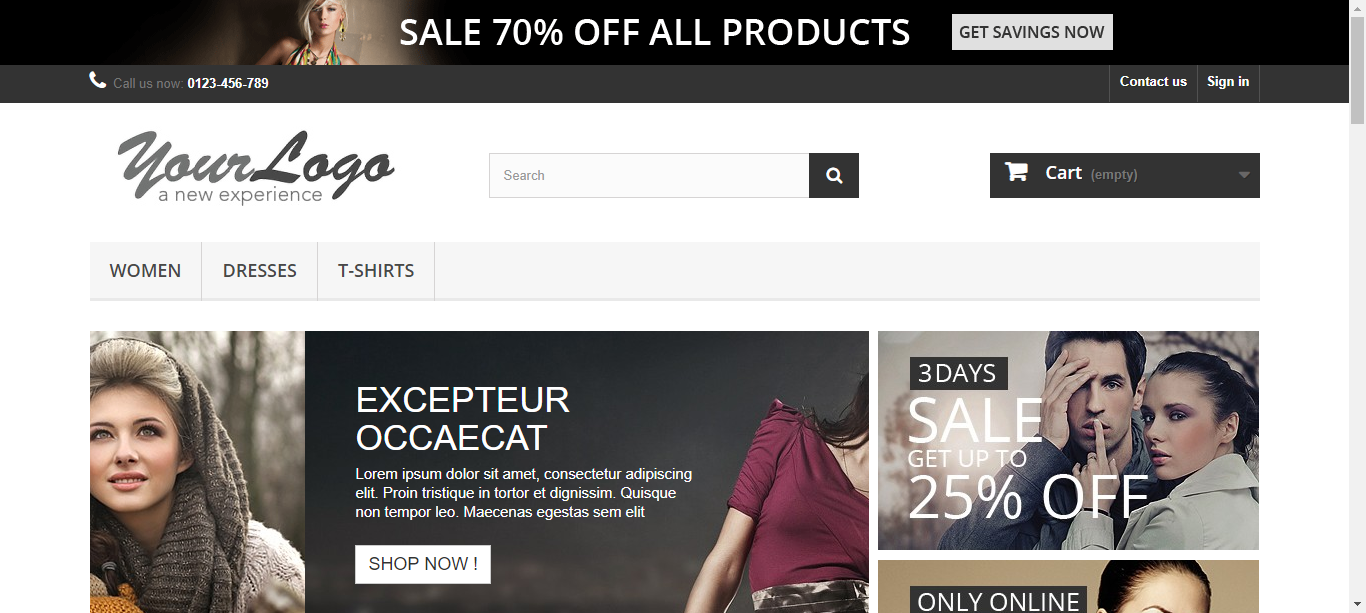 SALE 70% OFF ALL PRODUCTS
GET SAVINGS NOW
Call us now: 0123-456-789
Contact us
Sign in
YourLogo
a new experience
Search
Cart (empty)
WOMEN
DRESSES
T-SHIRTS
EXCEPTEUR
OCCAECAT
Lorem ipsum dolor sit amet, consectetur adipiscing
elit. Proin tristique in tortor et dignissim. Quisque
non tempor leo. Maecenas egestas sem elit
SHOP NOW !
3 DAYS
SALE
GET UP TO
25% OFF
ONLY ONLINE